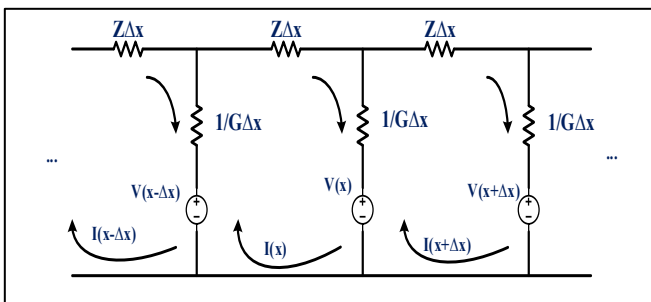 ZΔx ZΔx ZΔx
1/GΔx 1/GΔx 1/GΔx
... ...
V(x-Δx) V(x) V(x+Δx)
+ + +
- - -
I(x-Δx) I(x) I(x+Δx)